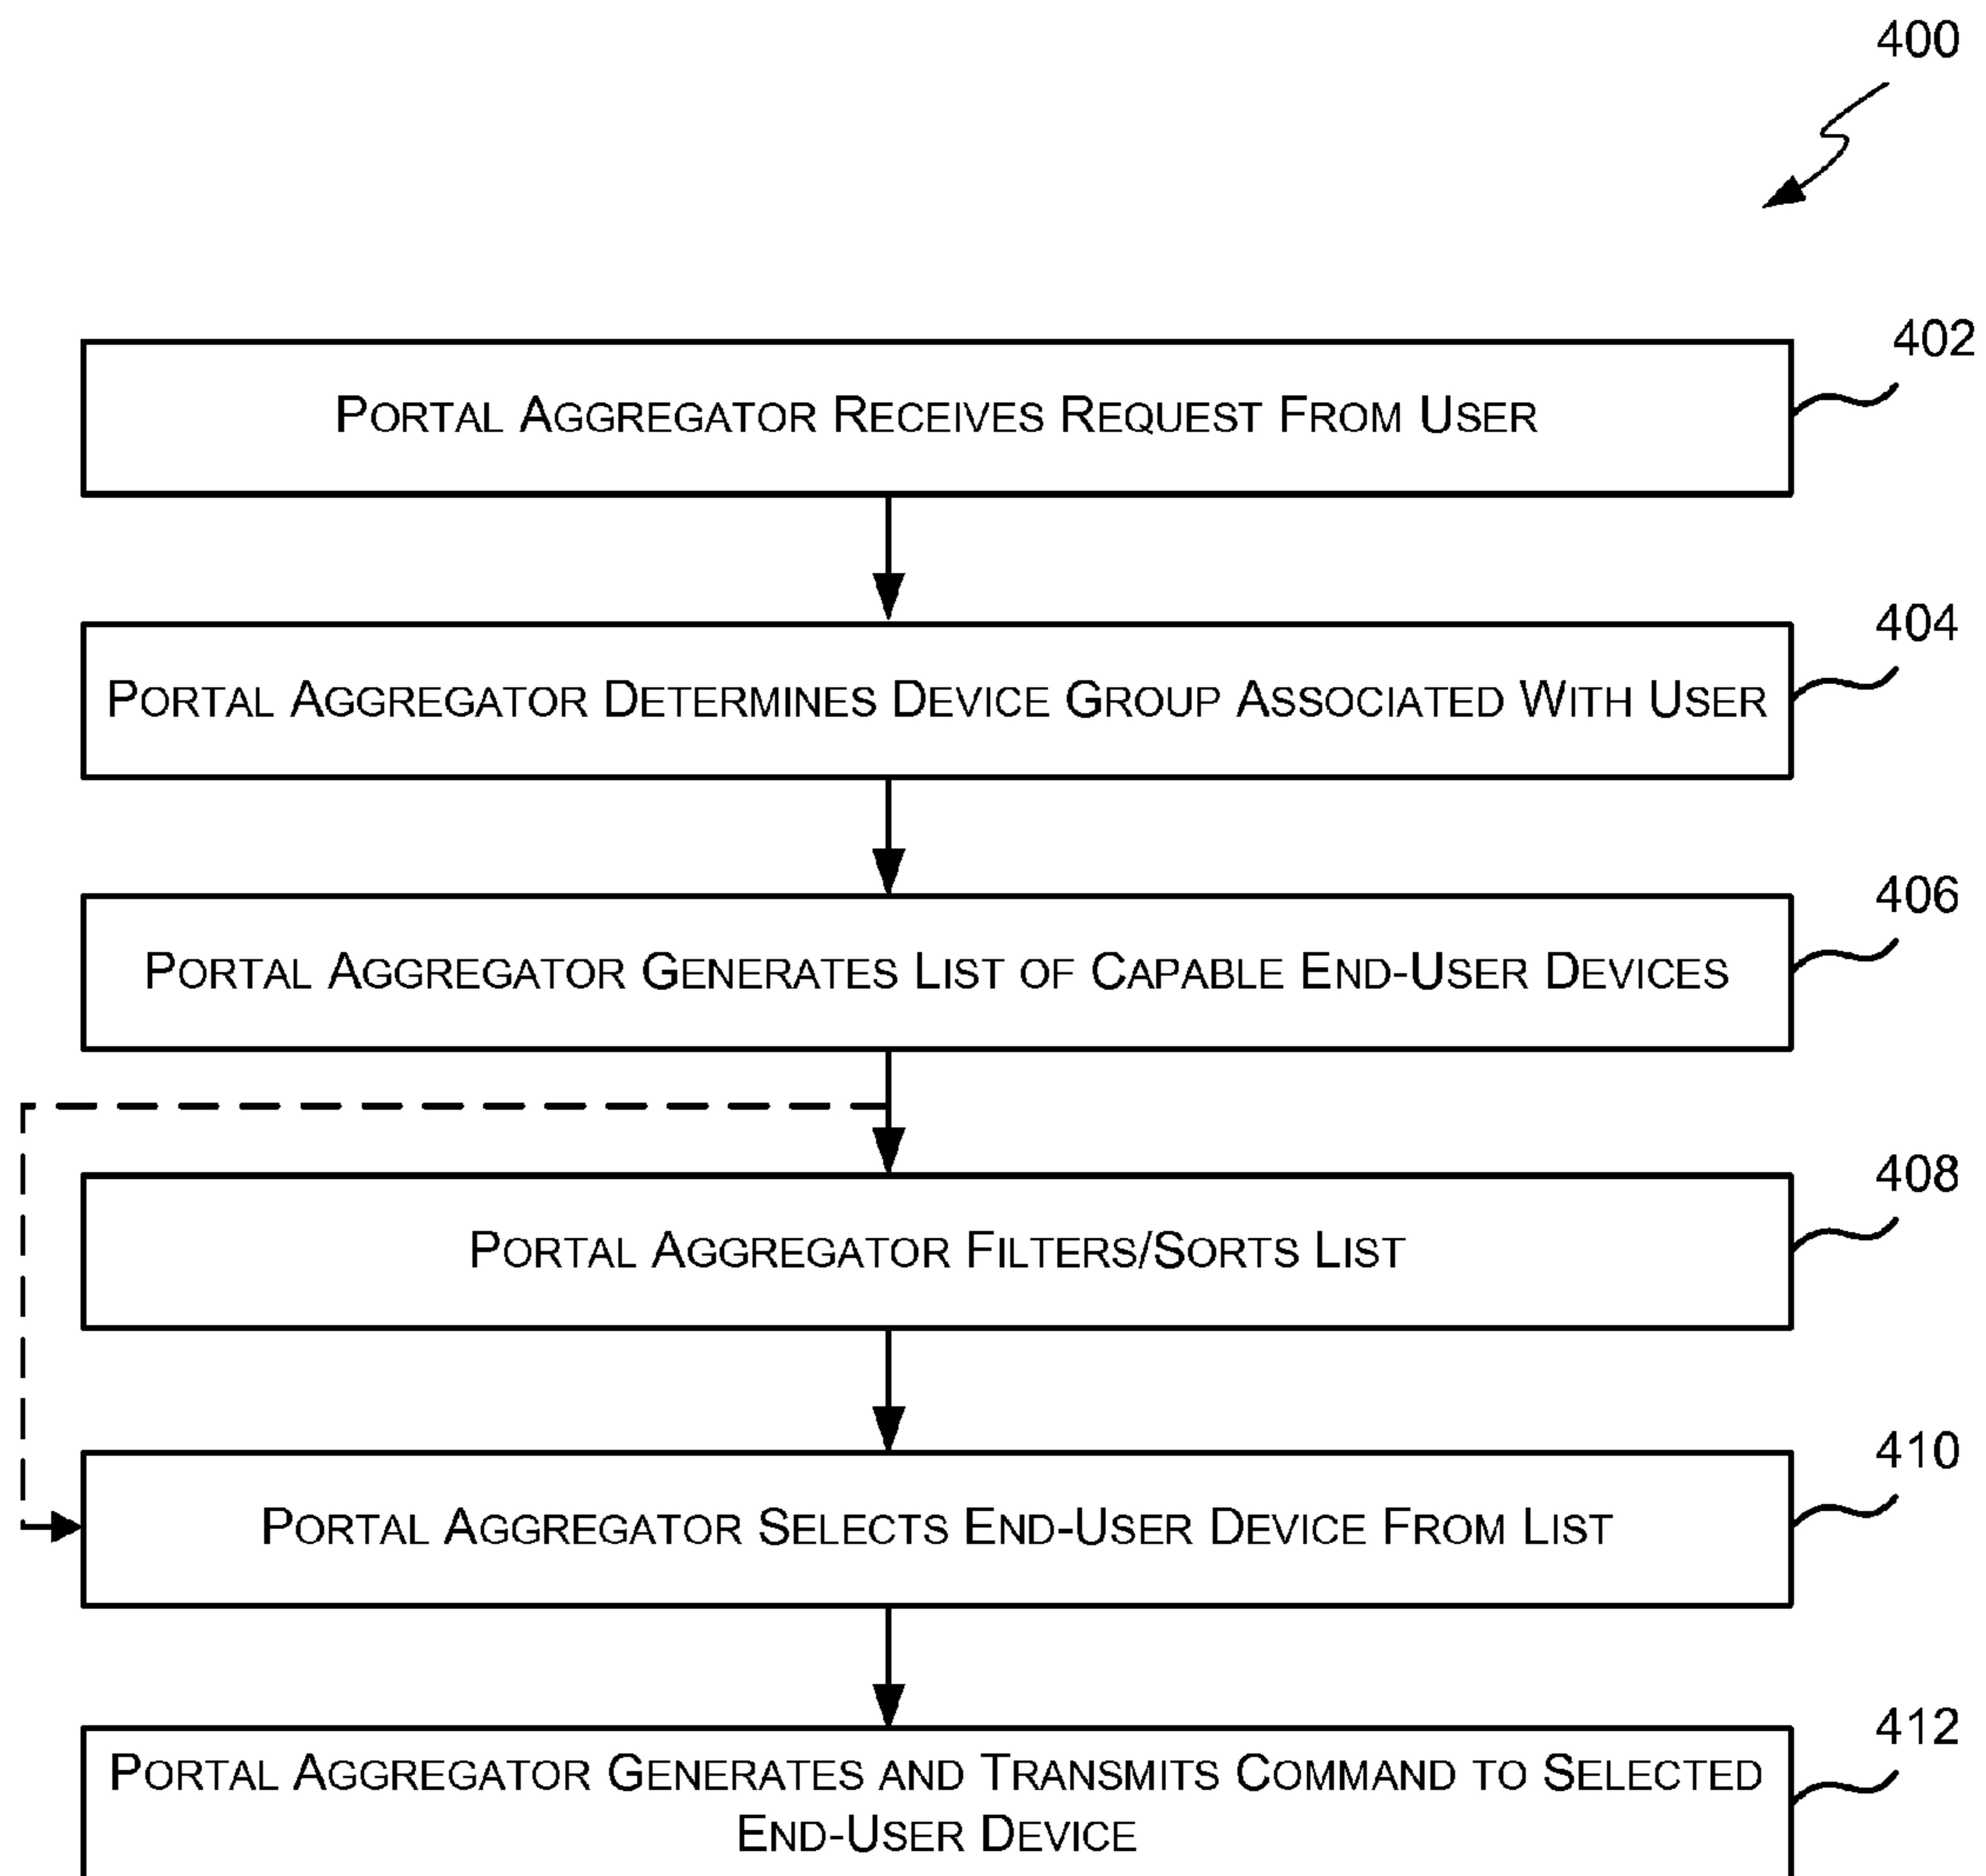 400
402
PORTAL AGGREGATOR RECEIVES REQUEST FROM USER
404
PORTAL AGGREGATOR DETERMINES DEVICE GROUP ASSOCIATED WITH USER
406
PORTAL AGGREGATOR GENERATES LIST OF CAPABLE END-USER DEVICES
408
PORTAL AGGREGATOR FILTERS/SORTS LIST
410
PORTAL AGGREGATOR SELECTS END-USER DEVICE FROM LIST
412
PORTAL AGGREGATOR GENERATES AND TRANSMITS COMMAND TO SELECTED
END-USER DEVICE